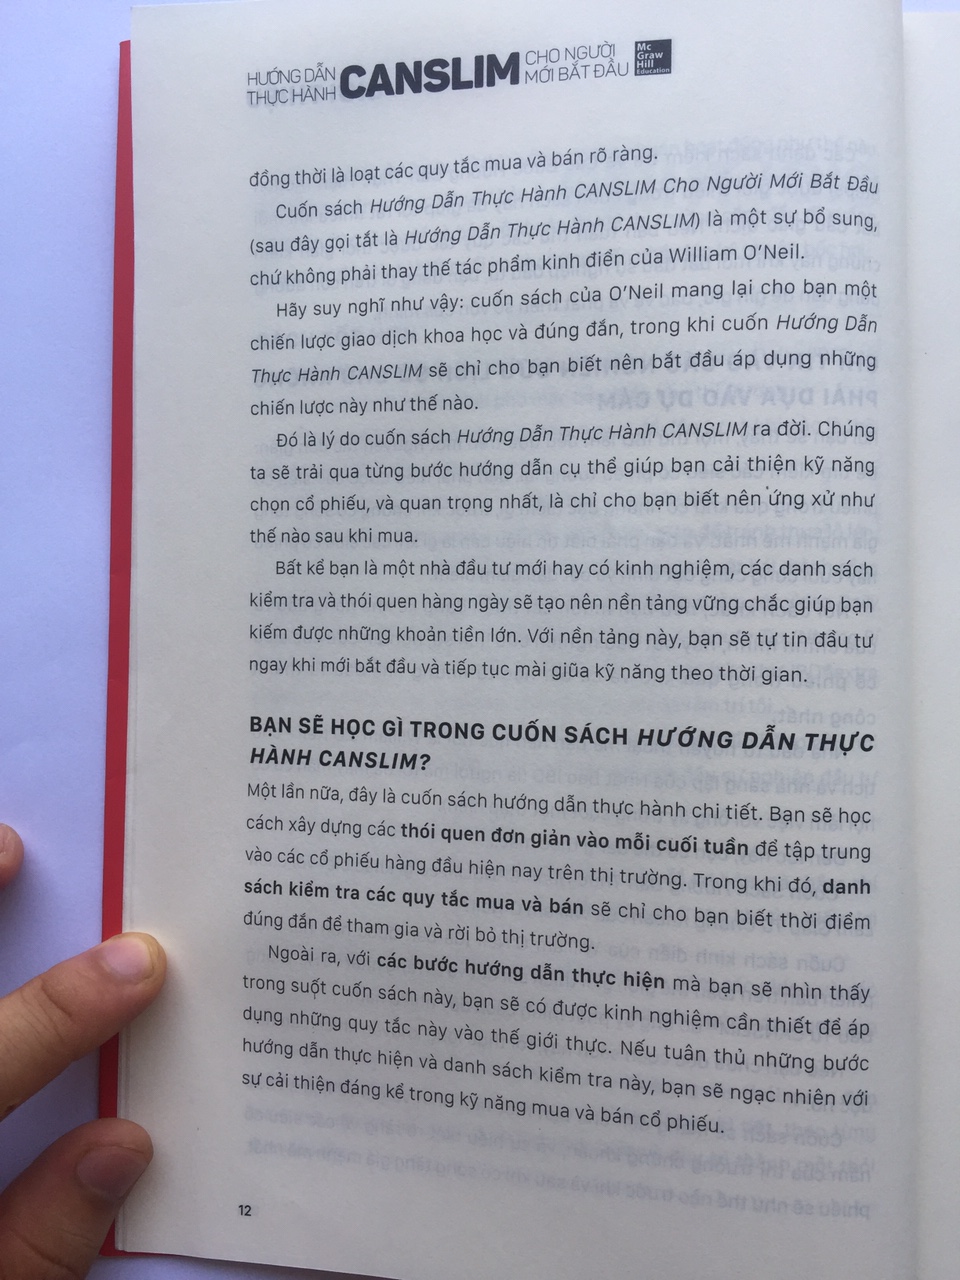 HƯỚNG DẪN
THỰC HÀNH
CANSLIM
CHO NGƯỜI
MỚI BẮT ĐẦU
Mc
Graw
Hill
Education
đồng thời là loạt các quy tắc mua và bán rõ ràng.
Cuốn sách Hướng Dẫn Thực Hành CANSLIM Cho Người Mới Bắt Đầu
(sau đây gọi tắt là Hướng Dẫn Thực Hành CANSLIM) là một sự bổ sung,
chứ không phải thay thế tác phẩm kinh điển của William O'Neil.
Hãy suy nghĩ như vậy: cuốn sách của O'Neil mang lại cho bạn một
chiến lược giao dịch khoa học và đúng đắn, trong khi cuốn Hướng Dẫn
Thực Hành CANSLIM sẽ chỉ cho bạn biết nên bắt đầu áp dụng những
chiến lược này như thế nào.
Đó là lý do cuốn sách Hướng Dẫn Thực Hành CANSLIM ra đời. Chúng
ta sẽ trải qua từng bước hướng dẫn cụ thể giúp bạn cải thiện kỹ năng
chọn cổ phiếu, và quan trọng nhất, là chỉ cho bạn biết nên ứng xử như
thế nào sau khi mua.
Bất kể bạn là một nhà đầu tư mới hay có kinh nghiệm, các danh sách
kiểm tra và thói quen hàng ngày sẽ tạo nên nền tảng vững chắc giúp bạn
kiếm được những khoản tiền lớn. Với nền tảng này, bạn sẽ tự tin đầu tư
ngay khi mới bắt đầu và tiếp tục mài giũa kỹ năng theo thời gian.
BẠN SẼ HỌC GÌ TRONG CUỐN SÁCH HƯỚNG DẪN THỰC
HÀNH CANSLIM?
Một lần nữa, đây là cuốn sách hướng dẫn thực hành chi tiết. Bạn sẽ học
cách xây dựng các thói quen đơn giản vào mỗi cuối tuần để tập trung
vào các cổ phiếu hàng đầu hiện nay trên thị trường. Trong khi đó, danh
sách kiểm tra các quy tắc mua và bán sẽ chỉ cho bạn biết thời điểm
đúng đắn để tham gia và rời bỏ thị trường.
Ngoài ra, với các bước hướng dẫn thực hiện mà bạn sẽ nhìn thấy
trong suốt cuốn sách này, bạn sẽ có được kinh nghiệm cần thiết để áp
dụng những quy tắc này vào thế giới thực. Nếu tuân thủ những bước
hướng dẫn thực hiện và danh sách kiểm tra này, bạn sẽ ngạc nhiên với
sự cải thiện đáng kể trong kỹ năng mua và bán cổ phiếu.
12